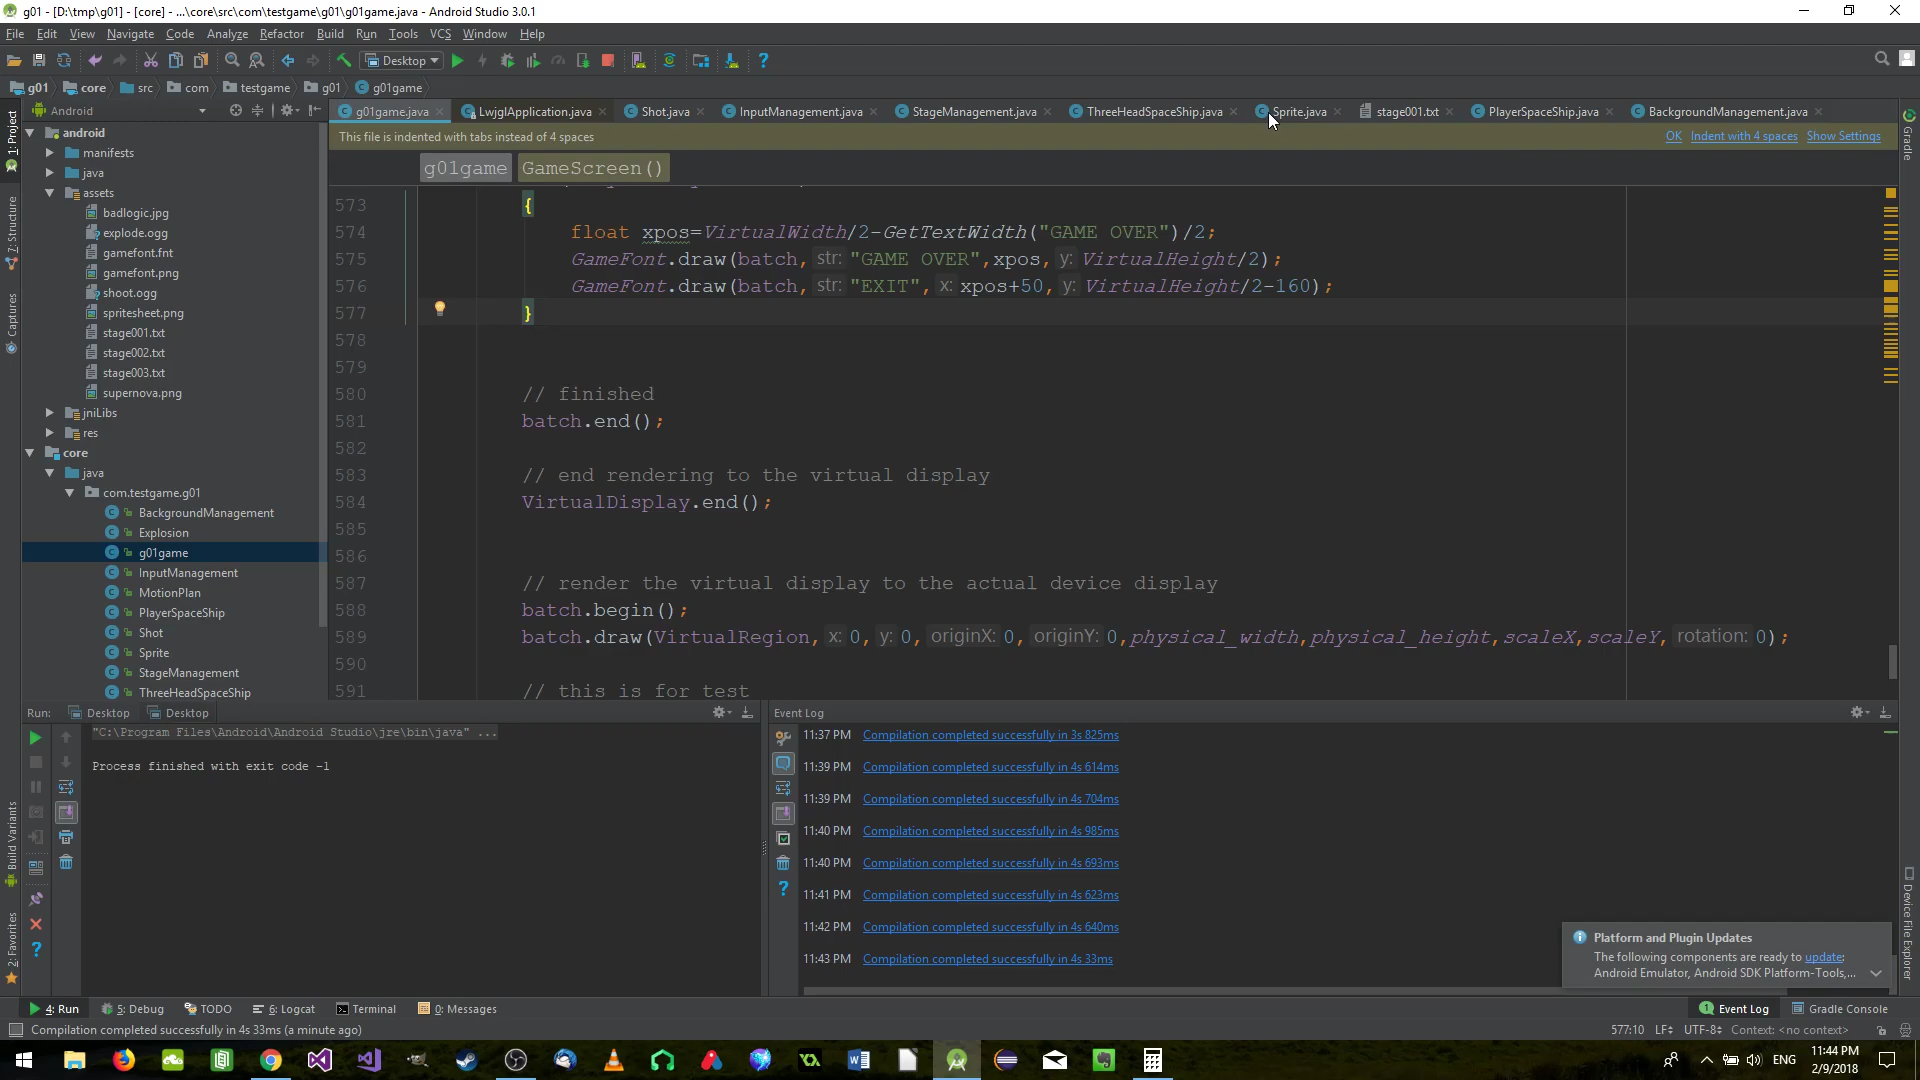 g01 - [D:\tmp\g01] - [core] - ...\core\src\com\testgame\g01\g01game.java - Android Studio 3.0.1
File Edit View Navigate Code Analyze Refactor Build Run Tools VCS Window Help
Desktop
g01 core src com testgame g01 g01game
Android
g01game.java LwjglApplication.java Shot.java InputManagement.java StageManagement.java ThreeHeadSpaceShip.java Sprite.java stage001.txt PlayerSpaceShip.java BackgroundManagement.java
This file is indented with tabs instead of 4 spaces
OK Indent with 4 spaces Show Settings
g01game GameScreen()
1: Project
7: Structure
Captures
Build Variants
2: Favorites
android
manifests
java
assets
badlogic.jpg
explode.ogg
gamefont.fnt
gamefont.png
shoot.ogg
spritesheet.png
stage001.txt
stage002.txt
stage003.txt
supernova.png
jniLibs
res
core
java
com.testgame.g01
BackgroundManagement
Explosion
g01game
InputManagement
MotionPlan
PlayerSpaceShip
Shot
Sprite
StageManagement
ThreeHeadSpaceShip
573 {
574 float xpos=VirtualWidth/2-GetTextWidth("GAME OVER")/2;
575 GameFont.draw(batch, str: "GAME OVER",xpos, y: VirtualHeight/2);
576 GameFont.draw(batch, str: "EXIT", x: xpos+50, y: VirtualHeight/2-160);
577 }
578
579
580 // finished
581 batch.end();
582
583 // end rendering to the virtual display
584 VirtualDisplay.end();
585
586
587 // render the virtual display to the actual device display
588 batch.begin();
589 batch.draw(VirtualRegion, x: 0, y: 0, originX: 0, originY: 0,physical_width,physical_height,scaleX,scaleY, rotation: 0);
590
591 // this is for test
Gradle
Device File Explorer
Run: Desktop Desktop
"C:\Program Files\Android\Android Studio\jre\bin\java" ...
Process finished with exit code -1
Event Log
11:37 PM Compilation completed successfully in 3s 825ms
11:39 PM Compilation completed successfully in 4s 614ms
11:39 PM Compilation completed successfully in 4s 704ms
11:40 PM Compilation completed successfully in 4s 985ms
11:40 PM Compilation completed successfully in 4s 693ms
11:41 PM Compilation completed successfully in 4s 623ms
11:42 PM Compilation completed successfully in 4s 640ms
11:43 PM Compilation completed successfully in 4s 33ms
Platform and Plugin Updates
The following components are ready to update:
Android Emulator, Android SDK Platform-Tools,...
4: Run 5: Debug TODO 6: Logcat Terminal 0: Messages
1 Event Log Gradle Console
Compilation completed successfully in 4s 33ms (a minute ago)
577:10 LF÷ UTF-8÷ Context: <no context>
ENG
11:44 PM
2/9/2018